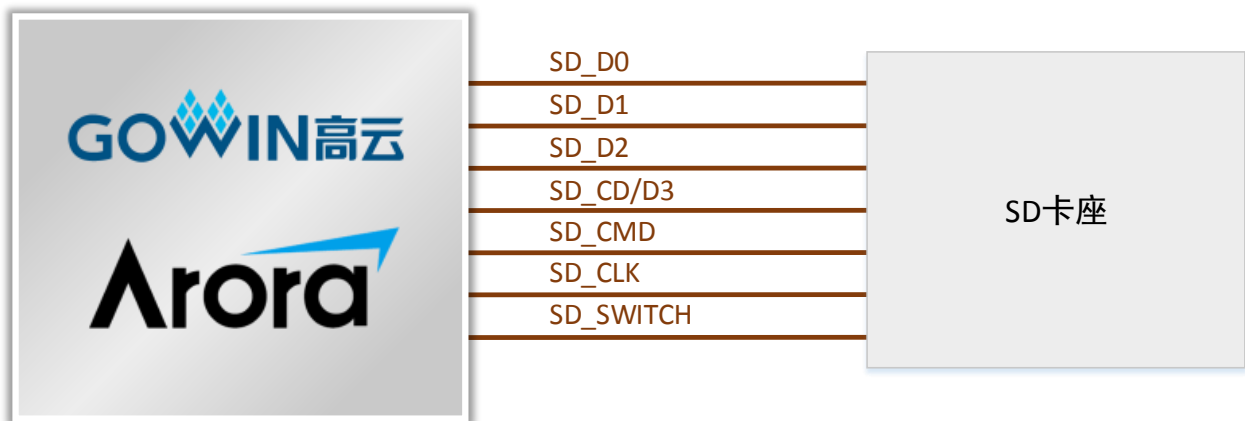 GOWIN高云
Arora
SD_D0
SD_D1
SD_D2
SD_CD/D3
SD_CMD
SD_CLK
SD_SWITCH
SD卡座